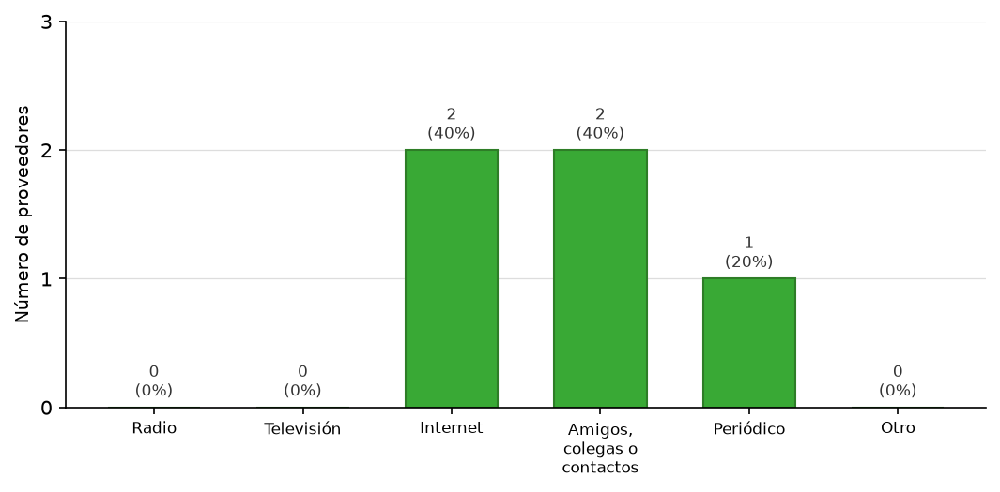 Número de proveedores
3
2
1
0
0
(0%)
0
(0%)
2
(40%)
2
(40%)
1
(20%)
0
(0%)
Radio
Televisión
Internet
Amigos,
colegas o
contactos
Periódico
Otro